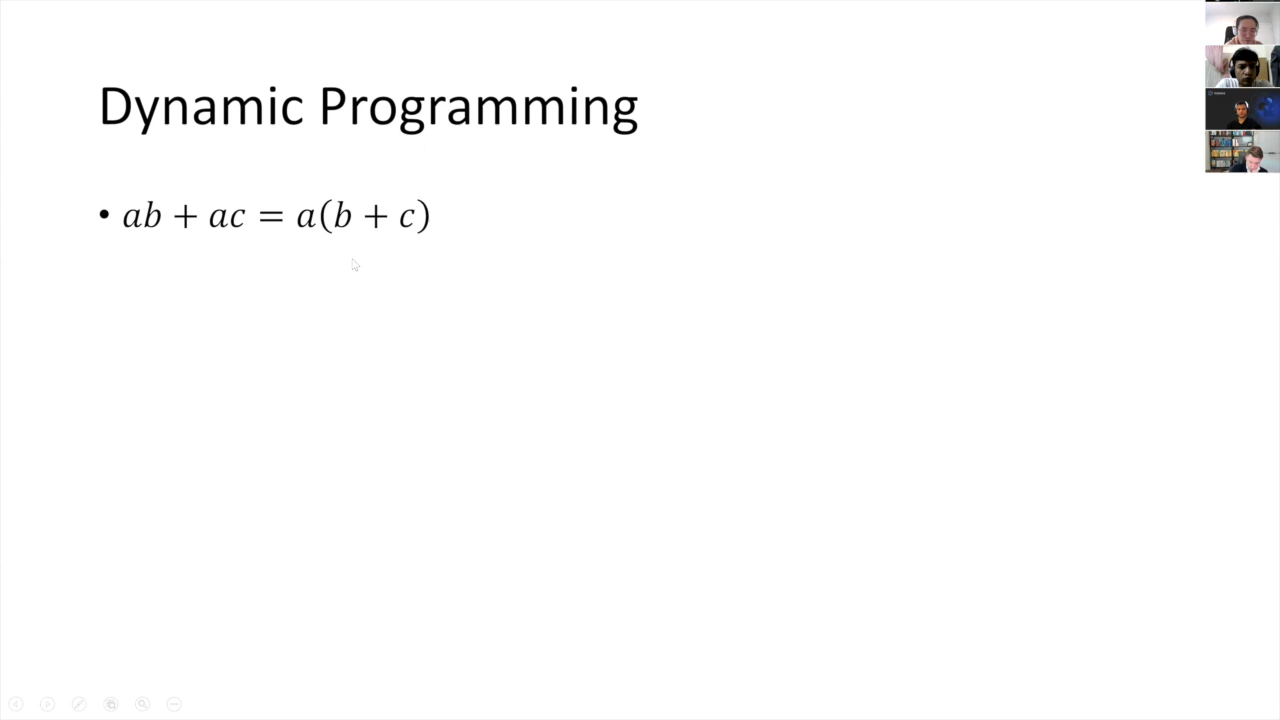 Dynamic Programming
• ab + ac = a(b + c)